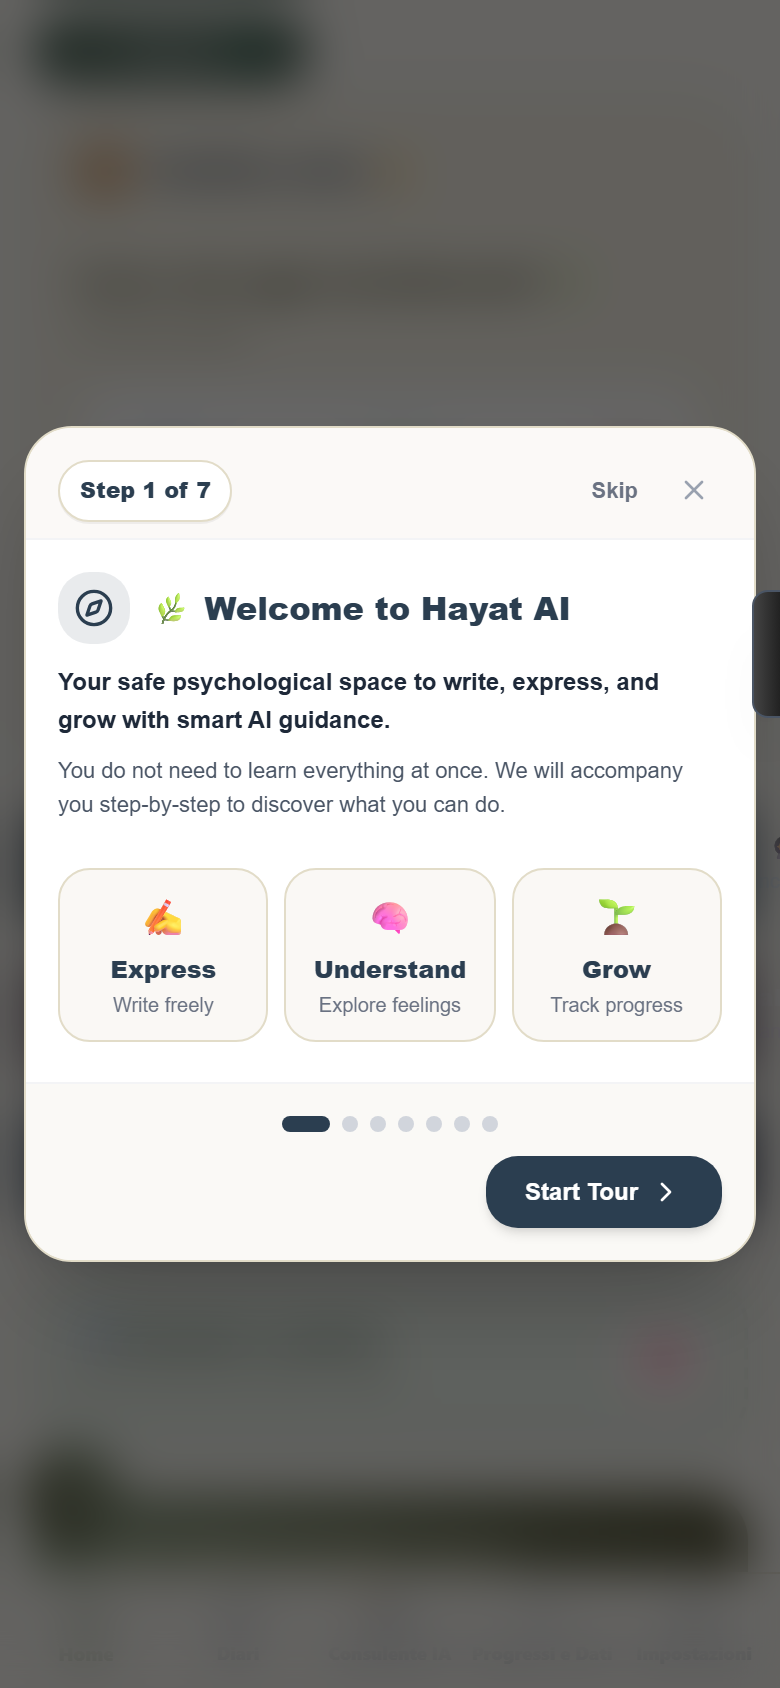 Step 1 of 7
Skip
Welcome to Hayat AI
Your safe psychological space to write, express, and
grow with smart AI guidance.
You do not need to learn everything at once. We will accompany
you step-by-step to discover what you can do.
Express
Write freely
Understand
Explore feelings
Grow
Track progress
Start Tour
Home